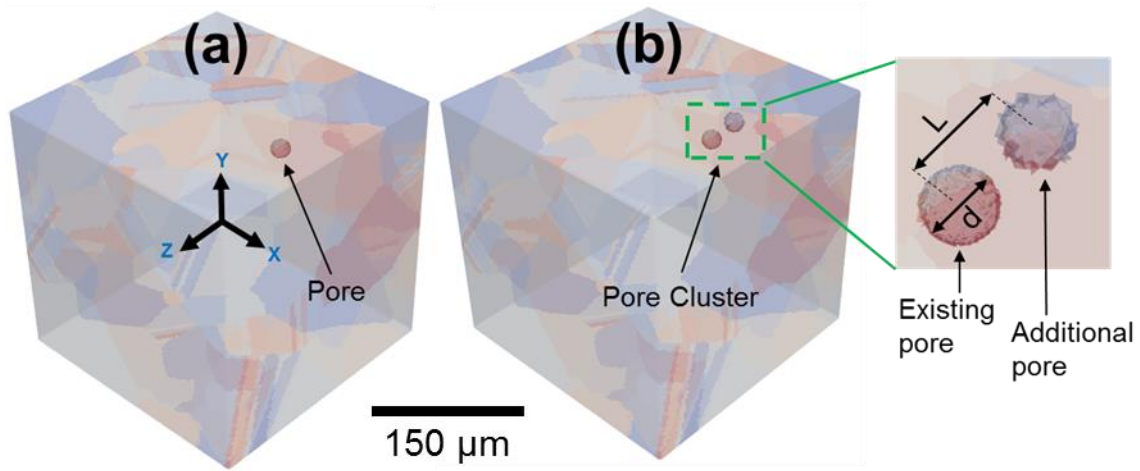 (a)
Y
Z
X
Pore
(b)
Pore Cluster
150 µm
L
d
Existing
pore
Additional
pore